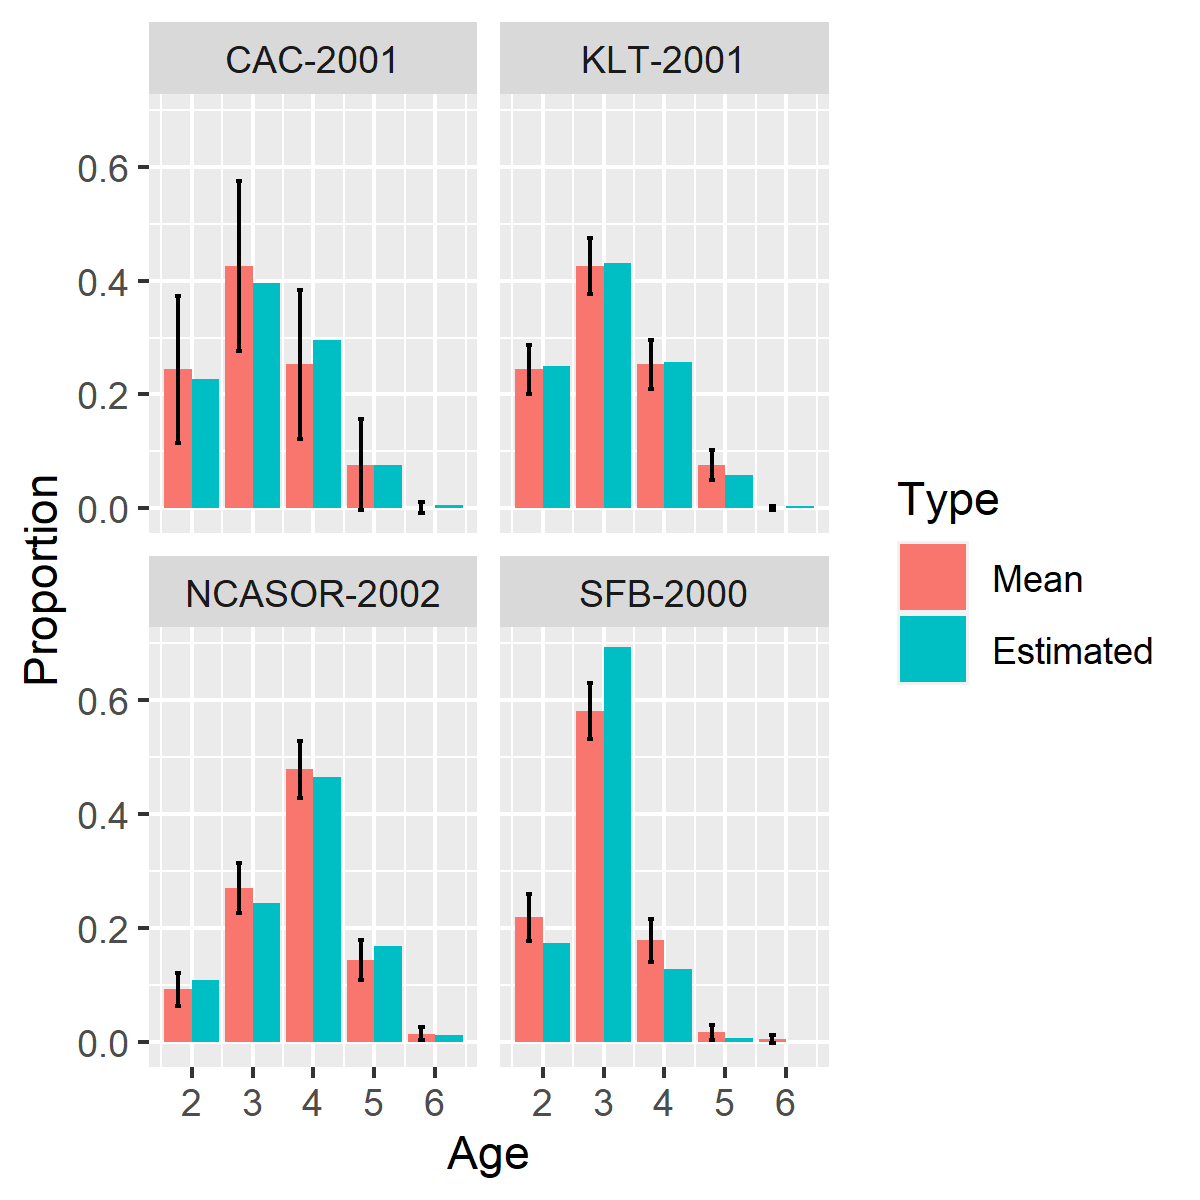 CAC-2001 KLT-2001
0.6
0.4
0.2
0.0
NCASOR-2002 SFB-2000
0.6
0.4
0.2
0.0
2 3 4 5 6 2 3 4 5 6
Age
Proportion
Type
Mean
Estimated